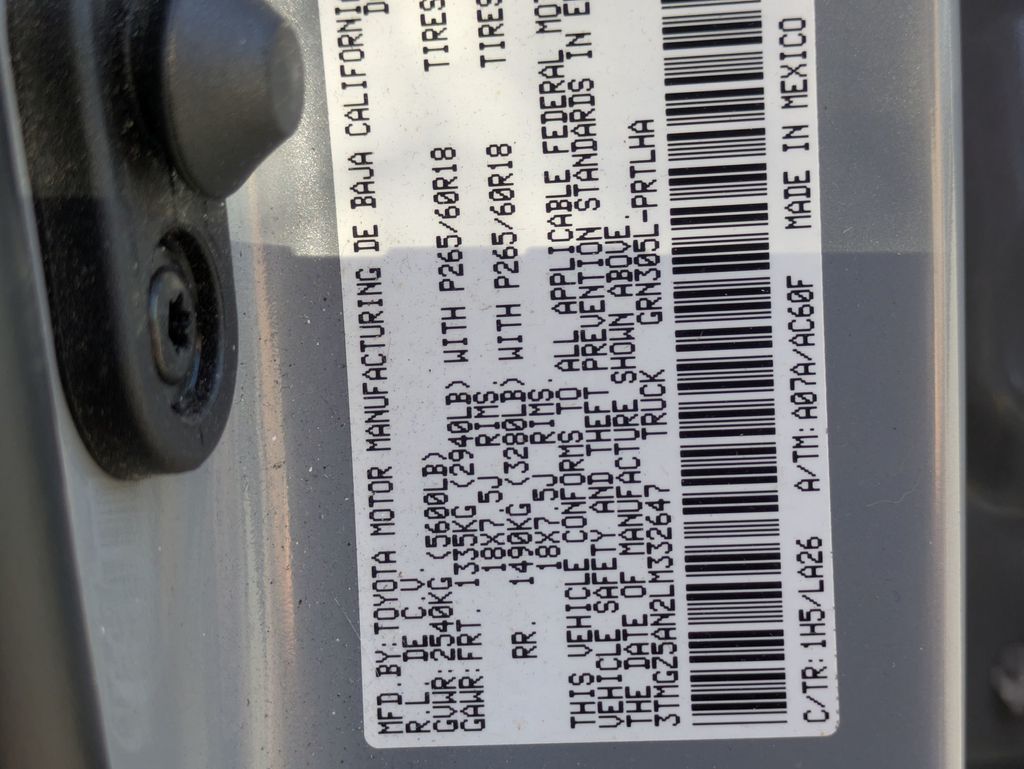 MFD.BY:TOYOTA MOTOR MANUFACTURING DE BAJA CALIFORNI
R.L. DE C.V.
GVWR:2540KG (5600LB)
GAWR:FRT. 1335KG (2940LB) WITH P265/60R18 TIRES
18X7.5J RIMS.
RR. 1490KG (3280LB) WITH P265/60R18 TIRES
18X7.5J RIMS.
THIS VEHICLE CONFORMS TO ALL APPLICABLE FEDERAL MOT
VEHICLE SAFETY AND THEFT PREVENTION STANDARDS IN E
THE DATE OF MANUFACTURE SHOWN ABOVE.
3TMGZ5AN2LM332647 TRUCK GRN305L-PRTLHA
C/TR:1H5/LA26 A/TM:A07A/AC60F MADE IN MEXICO